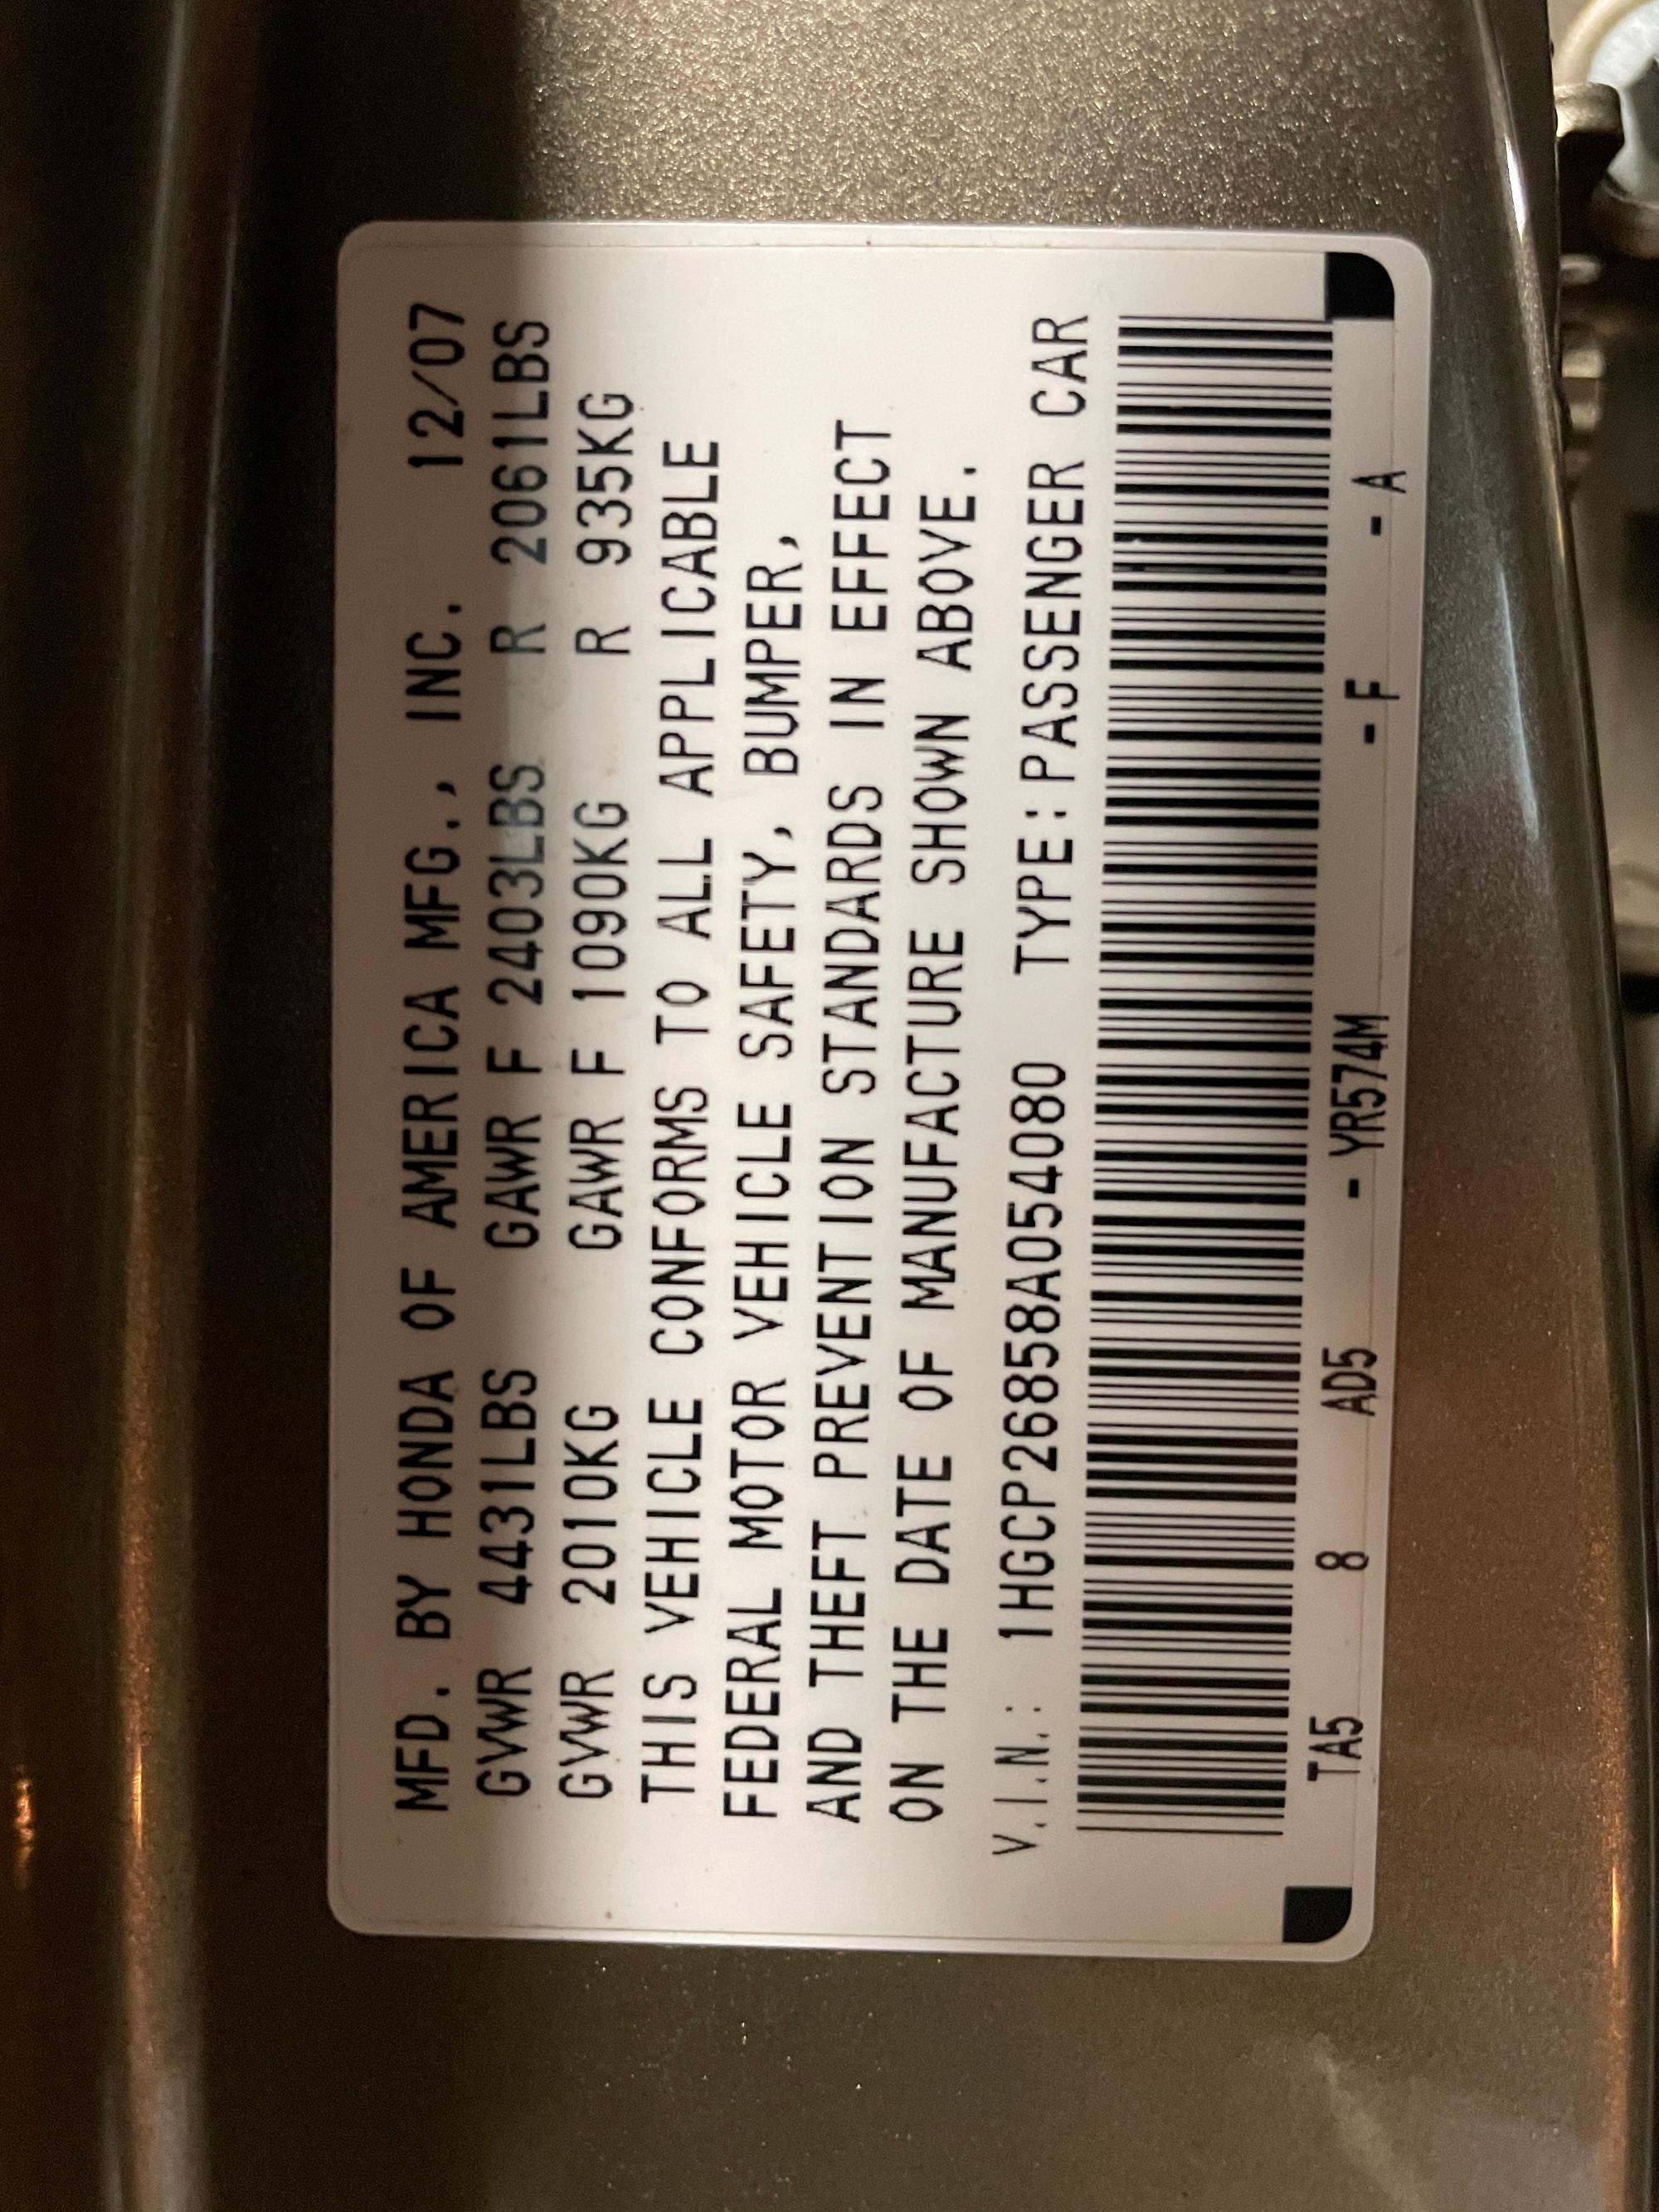 MFD. BY HONDA OF AMERICA MFG., INC. 12/07
GVWR 4431LBS GAWR F 2403LBS R 2061LBS
GVWR 2010KG GAWR F 1090KG R 935KG
THIS VEHICLE CONFORMS TO ALL APPLICABLE
FEDERAL MOTOR VEHICLE SAFETY, BUMPER,
AND THEFT PREVENTION STANDARDS IN EFFECT
ON THE DATE OF MANUFACTURE SHOWN ABOVE.
V.I.N.: 1HGCP26858A054080 TYPE:PASSENGER CAR
TA5 8 AD5 - YR574M - F - A